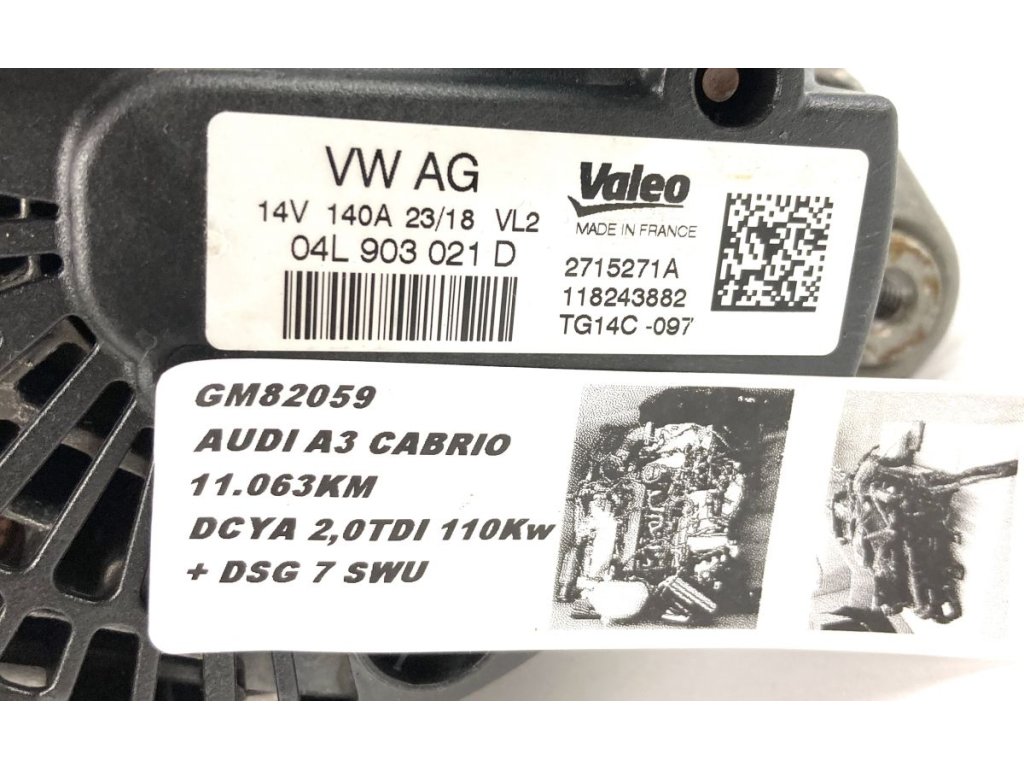 VW AG
14V 140A 23/18 VL2
04L 903 021 D
Valeo
MADE IN FRANCE
2715271A
118243882
TG14C -097
GM82059
AUDI A3 CABRIO
11.063KM
DCYA 2,0TDI 110Kw
+ DSG 7 SWU